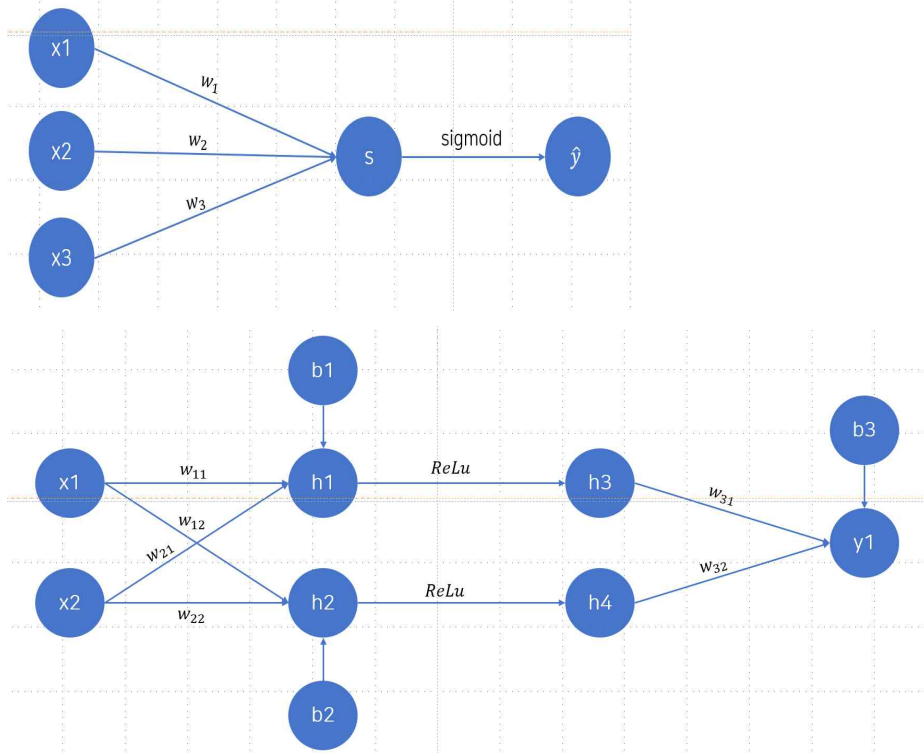 x1
w₁
x2
w₂
s
sigmoid
ŷ
w₃
x3
b1
b3
x1
w₁₁
h1
ReLu
h3
w₃₁
w₁₂
w₂₁
y1
x2
w₂₂
h2
ReLu
h4
w₃₂
b2